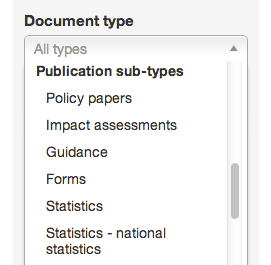 Document type
All types
Publication sub-types
Policy papers
Impact assessments
Guidance
Forms
Statistics
Statistics - national
statistics